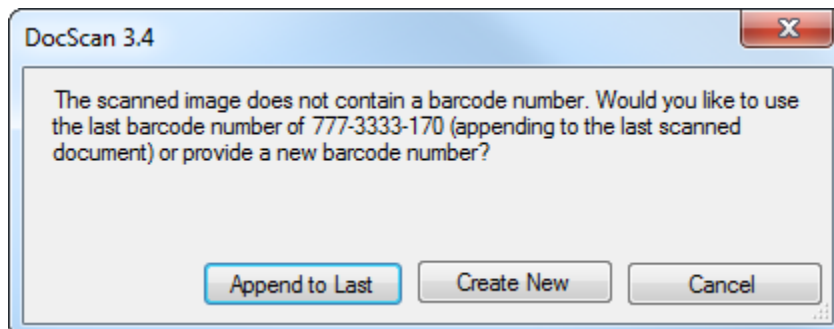 DocScan 3.4
The scanned image does not contain a barcode number. Would you like to use
the last barcode number of 777-3333-170 (appending to the last scanned
document) or provide a new barcode number?
Append to Last Create New Cancel